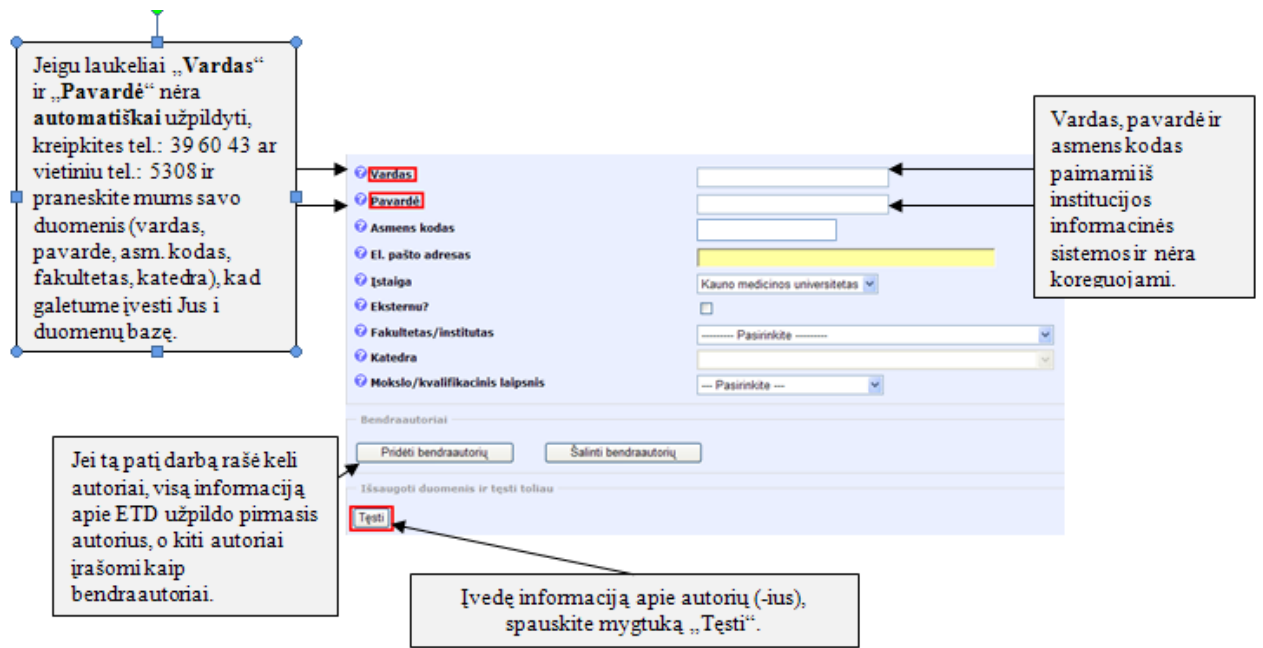 Jeigu laukeliai „Vardas“
ir „Pavardė“ nėra
automatiškai užpildyti,
kreipkites tel.: 39 60 43 ar
vietiniu tel.: 5308 ir
praneskite mums savo
duomenis (vardas,
pavarde, asm. kodas,
fakultetas, katedra), kad
galetume įvesti Jus i
duomenų bazę.
Vardas, pavardė ir
asmens kodas
paimami iš
institucijos
informacinės
sistemos ir nėra
koreguojami.
Vardas
Pavardė
Asmens kodas
El. pašto adresas
Įstaiga
Kauno medicinos universitetas
Eksternu?
Fakultetas/institutas
--------- Pasirinkite ---------
Katedra
Mokslo/kvalifikacinis laipsnis
--- Pasirinkite ---
Bendraautoriai
Pridėti bendraautorių
Šalinti bendraautorių
Išsaugoti duomenis ir tęsti toliau
Tęsti
Jei tą patį darbą rašė keli
autoriai, visą informaciją
apie ETD užpildo pirmasis
autorius, o kiti autoriai
įrašomi kaip
bendraautoriai.
Įvedę informaciją apie autorių (-ius),
spauskite mygtuką „Tęsti“.